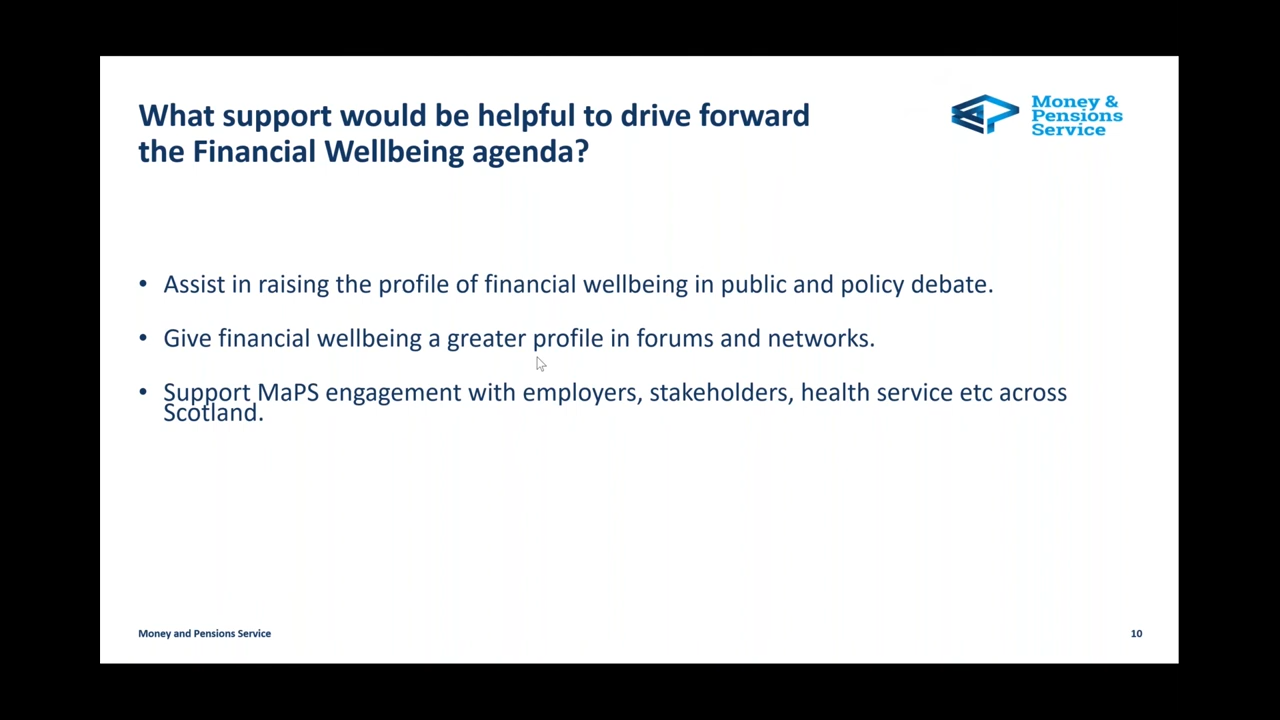 What support would be helpful to drive forward
the Financial Wellbeing agenda?
Money &
Pensions
Service
• Assist in raising the profile of financial wellbeing in public and policy debate.
• Give financial wellbeing a greater profile in forums and networks.
• Support MaPS engagement with employers, stakeholders, health service etc across
Scotland.
Money and Pensions Service
10